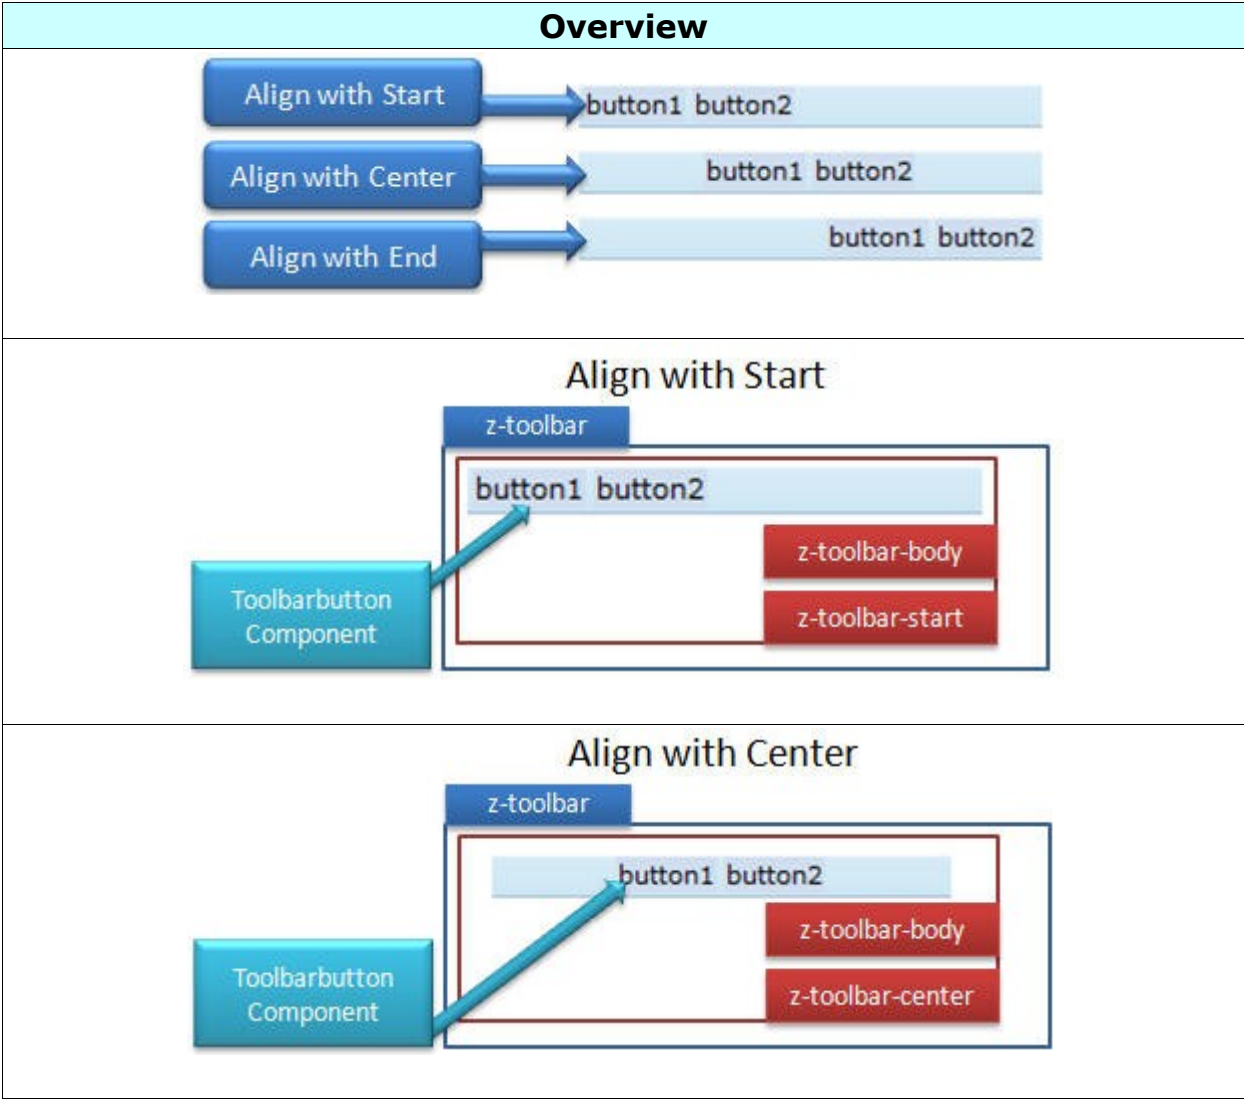 Overview
Align with Start
button1 button2
Align with Center
button1 button2
Align with End
button1 button2
Align with Start
z-toolbar
button1 button2
z-toolbar-body
Toolbarbutton
Component
z-toolbar-start
Align with Center
z-toolbar
button1 button2
z-toolbar-body
Toolbarbutton
Component
z-toolbar-center